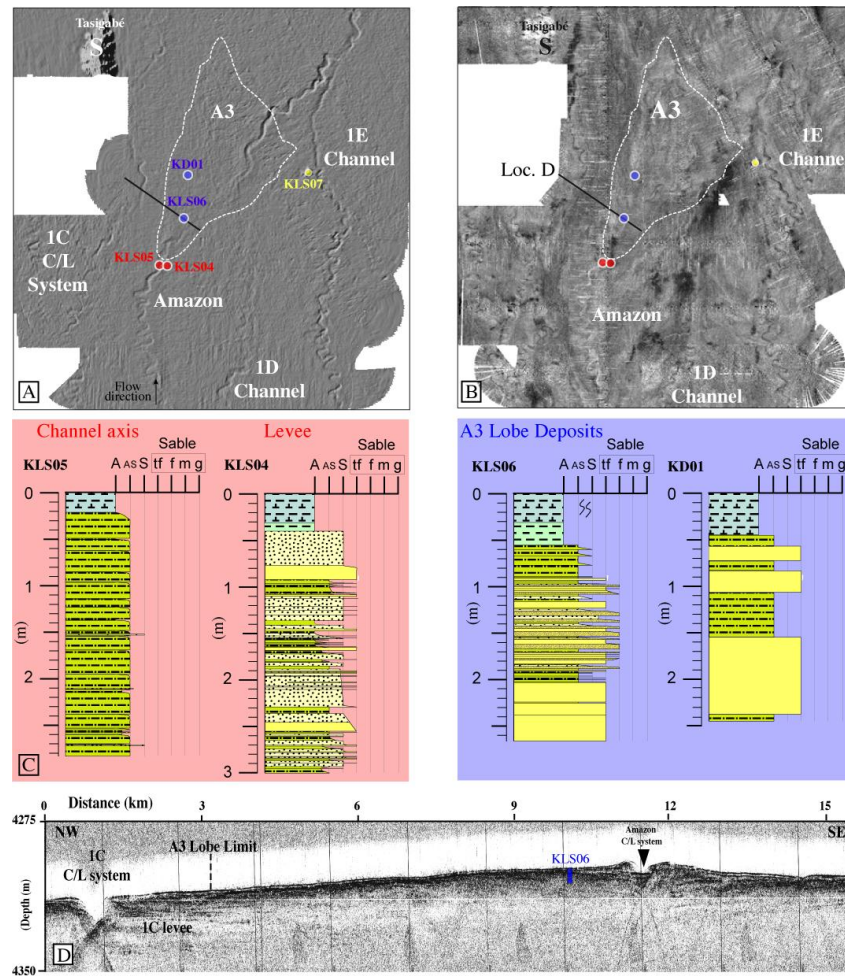 Tasigabé
S
A3
1E
Channel
KD01
KLS07
KLS06
1C
C/L
System
KLS05
KLS04
Amazon
1D
Channel
Flow
direction
A
Tasigabé
S
A3
1E
Channel
Loc. D
Amazon
1D
Channel
B
Channel axis
Levee
Sable
Sable
KLS05
A AS S tf f m g
KLS04
A AS S tf f m g
0
1
2
(m)
0
1
2
3
(m)
C
A3 Lobe Deposits
Sable
Sable
KLS06
A AS S tf f m g
KD01
A AS S tf f m g
0
1
2
(m)
0
1
2
(m)
Distance (km)
0 3 6 9 12 15
4275
NW
SE
1C
C/L system
A3 Lobe Limit
KLS06
Amazon
C/L system
(Depth (m)
1C levee
4350
D